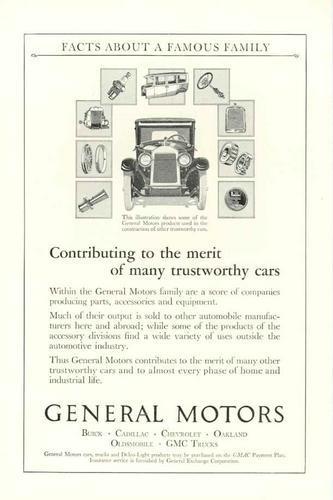 FACTS ABOUT A FAMOUS FAMILY
This illustration shows some of the
General Motors products used in the
construction of other trustworthy cars.
Contributing to the merit
of many trustworthy cars
Within the General Motors family are a score of companies
producing parts, accessories and equipment.
Much of their output is sold to other automobile manufac-
turers here and abroad; while some of the products of the
accessory divisions find a wide variety of uses outside the
automotive industry.
Thus General Motors contributes to the merit of many other
trustworthy cars and to almost every phase of home and
industrial life.
GENERAL MOTORS
BUICK · CADILLAC · CHEVROLET · OAKLAND
OLDSMOBILE · GMC TRUCKS
General Motors cars, trucks and Delco-Light products may be purchased on the GMAC Payment Plan.
Insurance service is furnished by General Exchange Corporation.